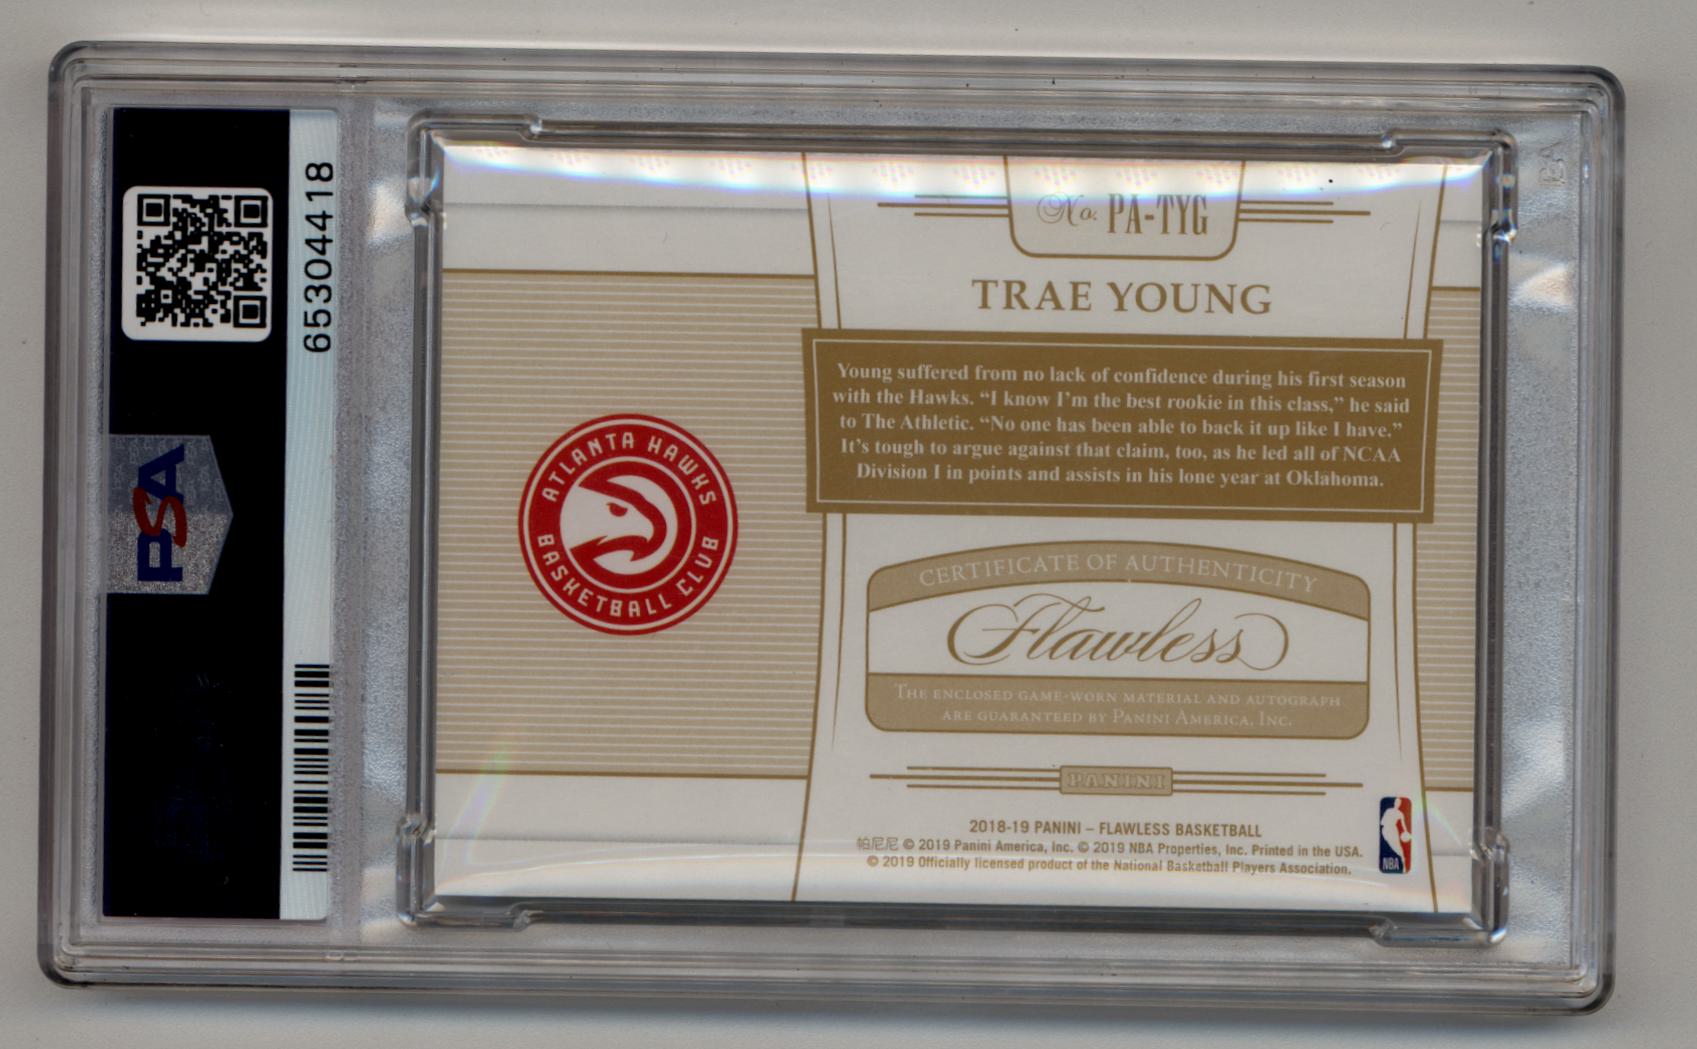 65304418
PSA
No. PA-TYG
TRAE YOUNG
Young suffered from no lack of confidence during his first season
with the Hawks. “I know I’m the best rookie in this class,” he said
to The Athletic. “No one has been able to back it up like I have.”
It’s tough to argue against that claim, too, as he led all of NCAA
Division I in points and assists in his lone year at Oklahoma.
ATLANTA HAWKS
BASKETBALL CLUB
CERTIFICATE OF AUTHENTICITY
Flawless
THE ENCLOSED GAME-WORN MATERIAL AND AUTOGRAPH
ARE GUARANTEED BY PANINI AMERICA, INC.
PANINI
2018-19 PANINI – FLAWLESS BASKETBALL
帕尼尼 © 2019 Panini America, Inc. © 2019 NBA Properties, Inc. Printed in the USA.
© 2019 Officially licensed product of the National Basketball Players Association.
NBA